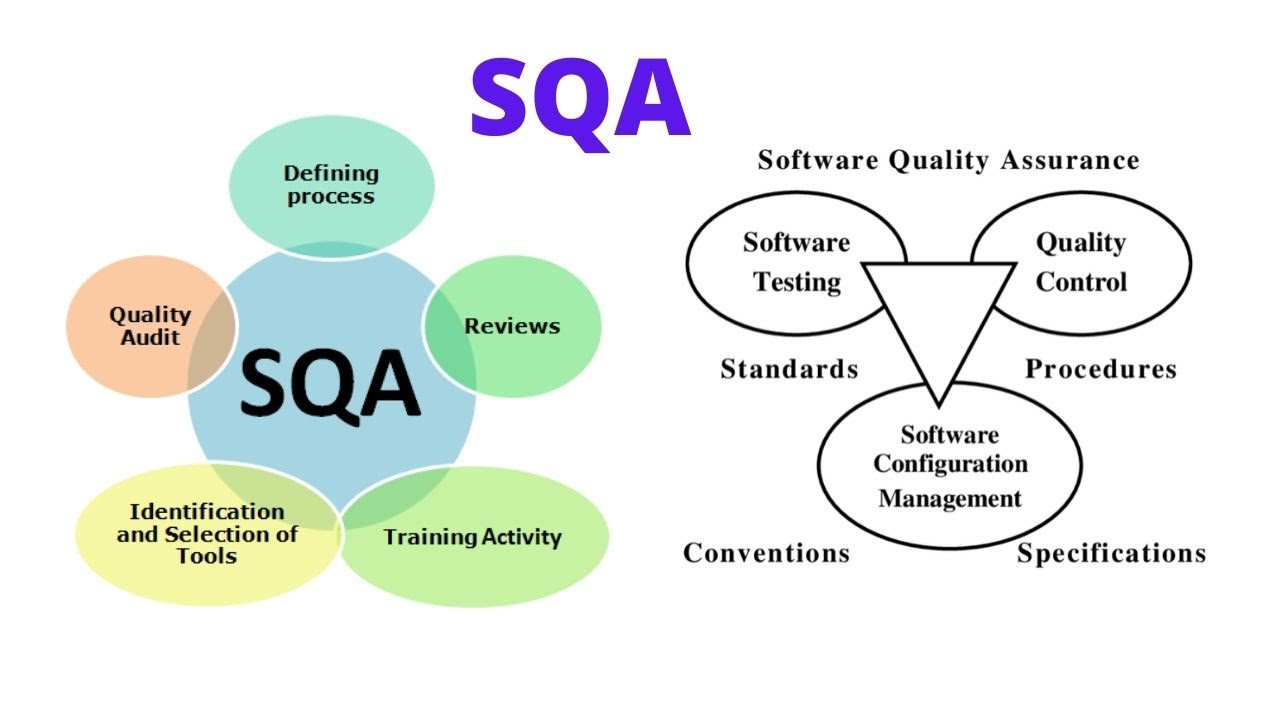 SQA
Defining
process
Quality
Audit
Reviews
SQA
Identification
and Selection of
Tools
Training Activity
Software Quality Assurance
Software
Testing
Quality
Control
Standards
Procedures
Software
Configuration
Management
Conventions
Specifications